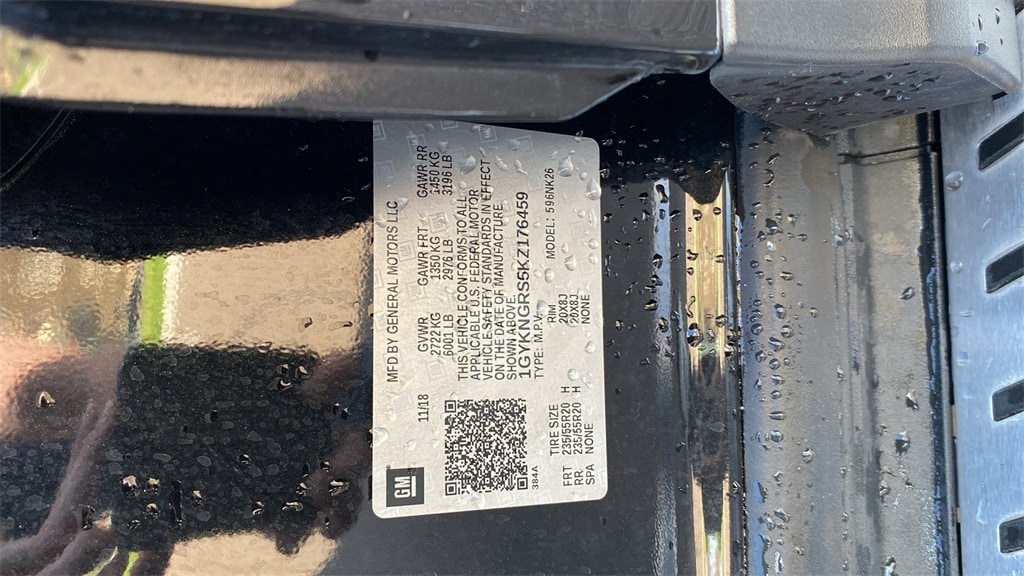 MFD BY GENERAL MOTORS LLC
11/18
GVWR
2722 KG
6001 LB
GAWR FRT
1350 KG
2976 LB
GAWR RR
1450 KG
3196 LB
THIS VEHICLE CONFORMS TO ALL
APPLICABLE U.S. FEDERAL MOTOR
VEHICLE SAFETY STANDARDS IN EFFECT
ON THE DATE OF MANUFACTURE
SHOWN ABOVE.
1GYKNGRS5KZ176459
TYPE: M.P.V. MODEL: 596NK26
GM
384A
TIRE SIZE RIM
FRT 235/55R20 H 20X8J
RR 235/55R20 H 20X8J
SPA NONE NONE